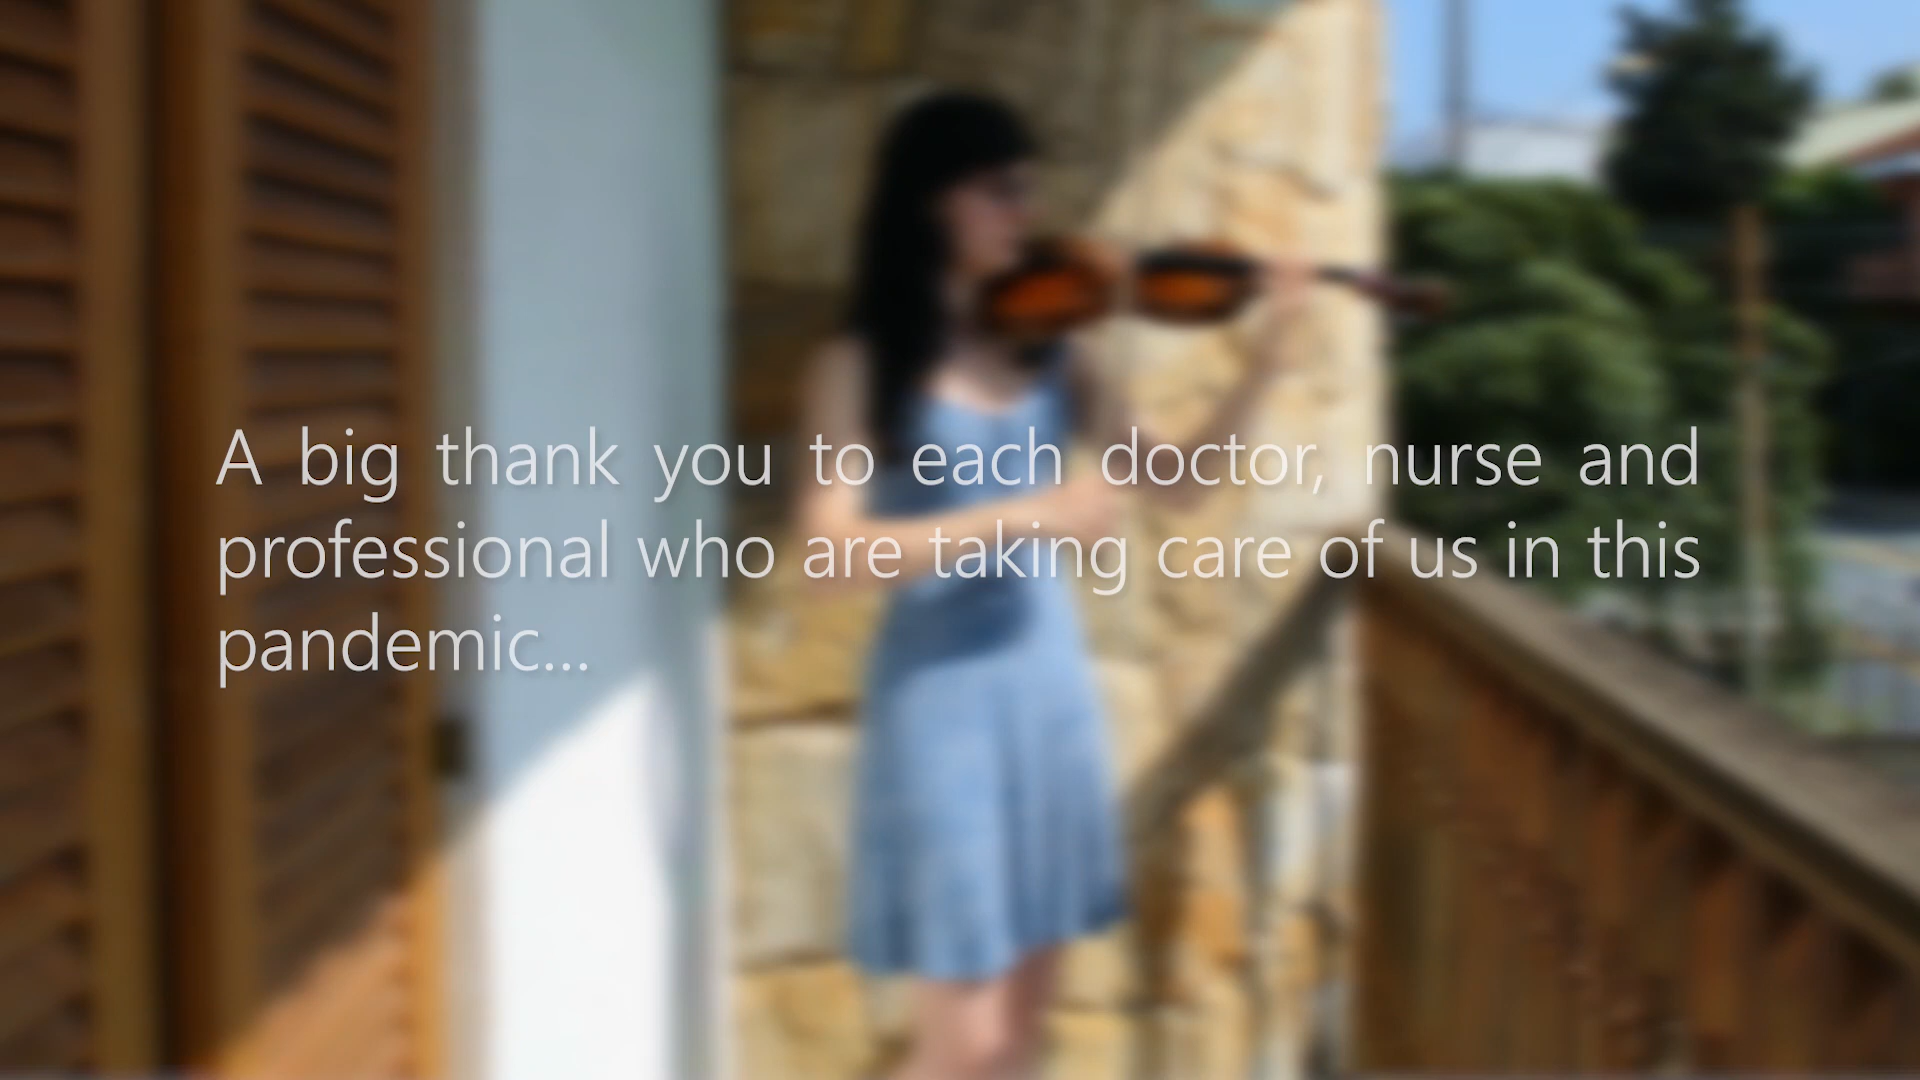 A big thank you to each doctor, nurse and
professional who are taking care of us in this
pandemic...